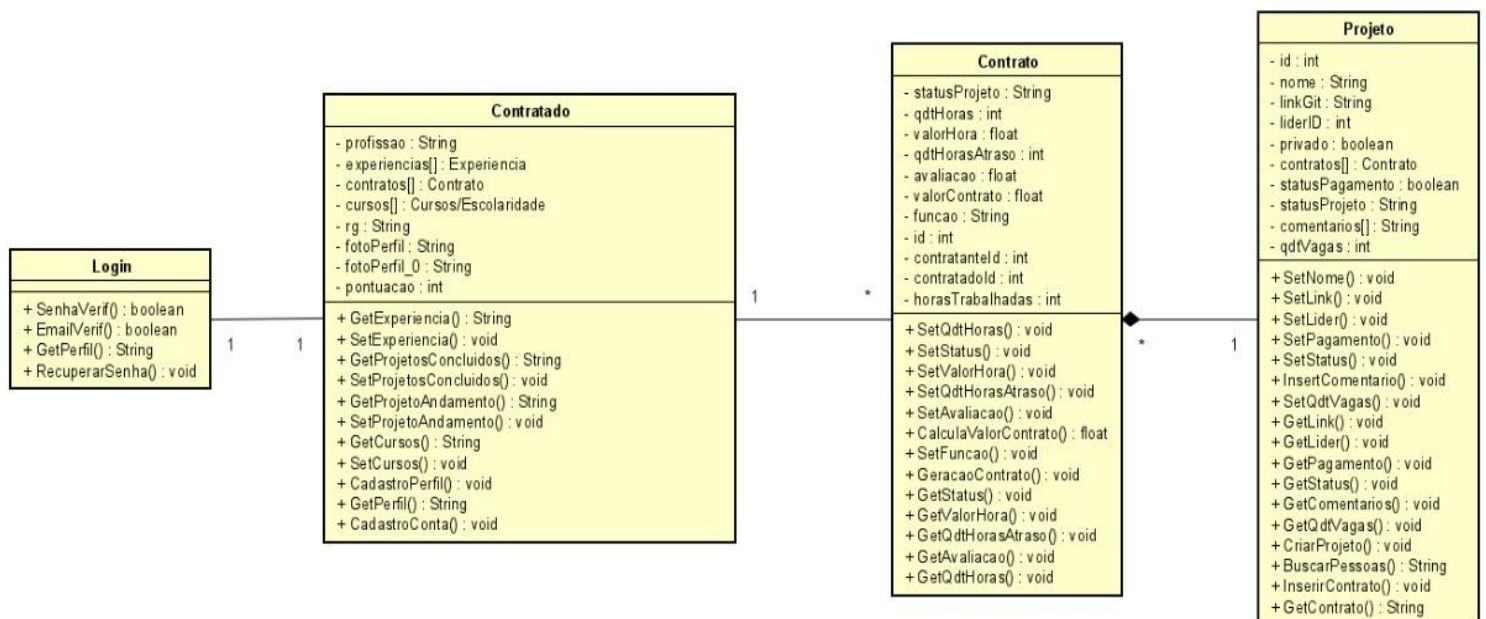 Login
+ SenhaVerif() : boolean
+ EmailVerif() : boolean
+ GetPerfil() : String
+ RecuperarSenha() : void
1
1
Contratado
- profissao : String
- experiencias[] : Experiencia
- contratos[] : Contrato
- cursos[] : Cursos/Escolaridade
- rg : String
- fotoPerfil : String
- fotoPerfil_0 : String
- pontuacao : int
+ GetExperiencia() : String
+ SetExperiencia() : void
+ GetProjetosConcluidos() : String
+ SetProjetosConcluidos() : void
+ GetProjetoAndamento() : String
+ SetProjetoAndamento() : void
+ GetCursos() : String
+ SetCursos() : void
+ CadastroPerfil() : void
+ GetPerfil() : String
+ CadastroConta() : void
1
*
Contrato
- statusProjeto : String
- qdtHoras : int
- valorHora : float
- qdtHorasAtraso : int
- avaliacao : float
- valorContrato : float
- funcao : String
- id : int
- contratanteId : int
- contratadoId : int
- horasTrabalhadas : int
+ SetQdtHoras() : void
+ SetStatus() : void
+ SetValorHora() : void
+ SetQdtHorasAtraso() : void
+ SetAvaliacao() : void
+ CalculaValorContrato() : float
+ SetFuncao() : void
+ GeracaoContrato() : void
+ GetStatus() : void
+ GetValorHora() : void
+ GetQdtHorasAtraso() : void
+ GetAvaliacao() : void
+ GetQdtHoras() : void
*
1
Projeto
- id : int
- nome : String
- linkGit : String
- liderID : int
- privado : boolean
- contratos[] : Contrato
- statusPagamento : boolean
- statusProjeto : String
- comentarios[] : String
- qdtVagas : int
+ SetNome() : void
+ SetLink() : void
+ SetLider() : void
+ SetPagamento() : void
+ SetStatus() : void
+ InsertComentario() : void
+ SetQdtVagas() : void
+ GetLink() : void
+ GetLider() : void
+ GetPagamento() : void
+ GetStatus() : void
+ GetComentarios() : void
+ GetQdtVagas() : void
+ CriarProjeto() : void
+ BuscarPessoas() : String
+ InserirContrato() : void
+ GetContrato() : String